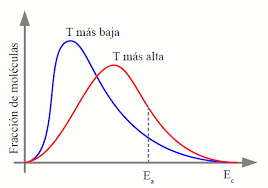 T más baja
T más alta
Fracción de moléculas
Ea
Ec